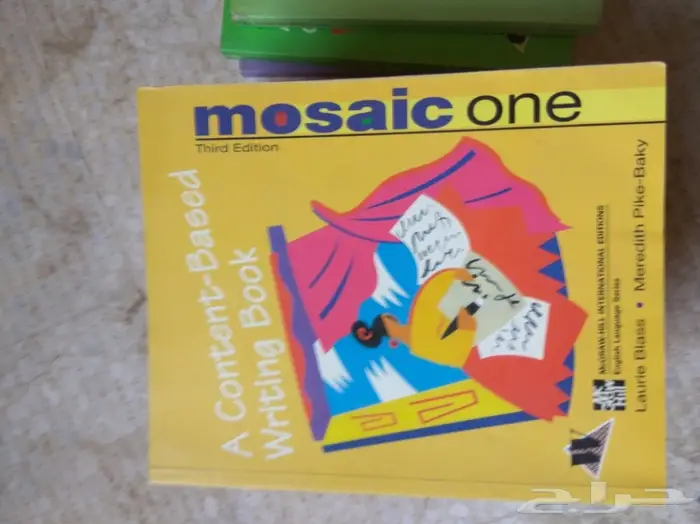 mosaic one
Third Edition
A Content-Based
Writing Book
McGRAW-HILL INTERNATIONAL EDITIONS
English Language Series
Laurie Blass • Meredith Pike-Baky
حراج